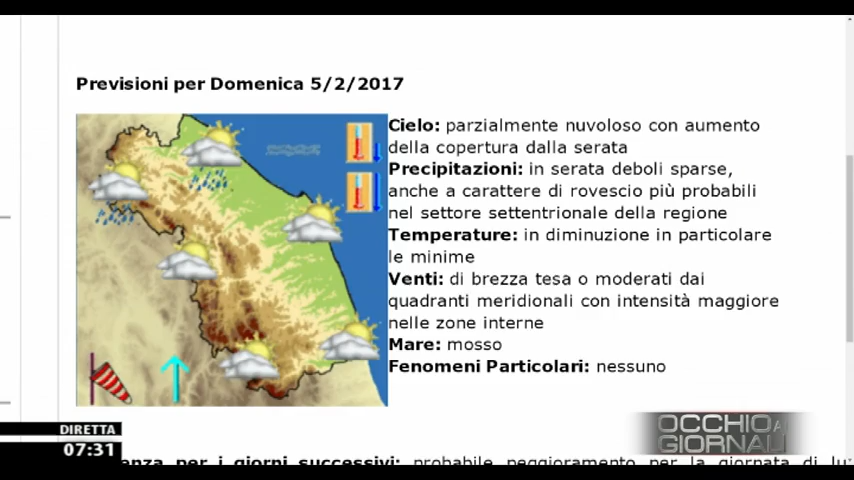 Previsioni per Domenica 5/2/2017
Cielo: parzialmente nuvoloso con aumento
della copertura dalla serata
Precipitazioni: in serata deboli sparse,
anche a carattere di rovescio più probabili
nel settore settentrionale della regione
Temperature: in diminuzione in particolare
le minime
Venti: di brezza tesa o moderati dai
quadranti meridionali con intensità maggiore
nelle zone interne
Mare: mosso
Fenomeni Particolari: nessuno
DIRETTA
07:31
OCCHIO AI
GIORNALI
per i giorni successivi: probabile peggioramento per la giornata di